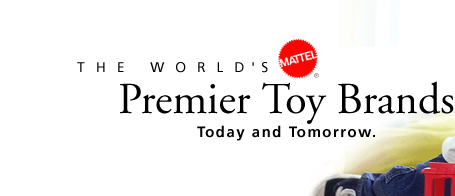 MATTEL
®
THE WORLD'S
Premier Toy Brands
Today and Tomorrow.